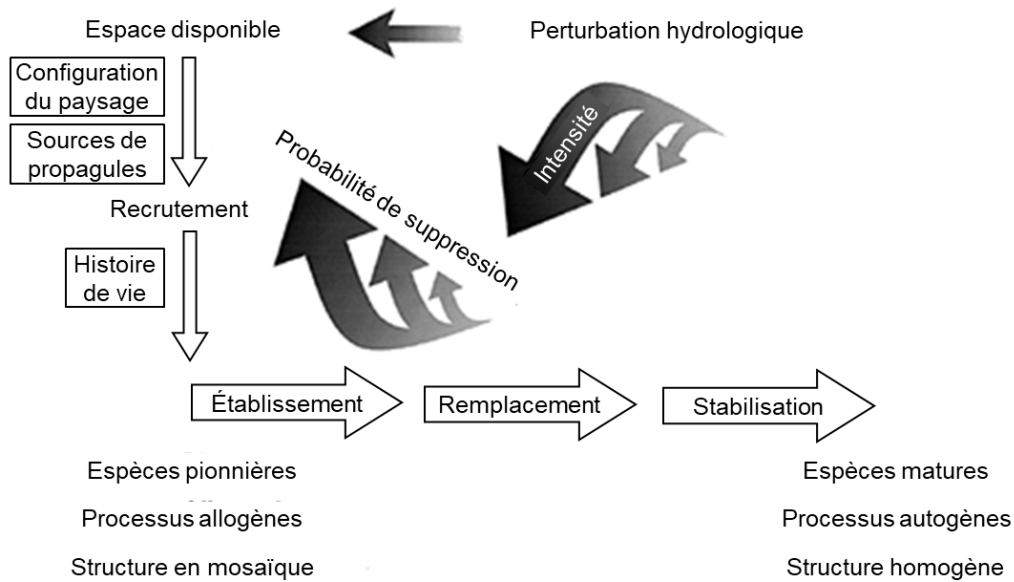 Espace disponible
Perturbation hydrologique
Configuration
du paysage
Sources de
propagules
Intensité
Probabilité de suppression
Recrutement
Histoire
de vie
Établissement
Remplacement
Stabilisation
Espèces pionnières
Espèces matures
Processus allogènes
Processus autogènes
Structure en mosaïque
Structure homogène